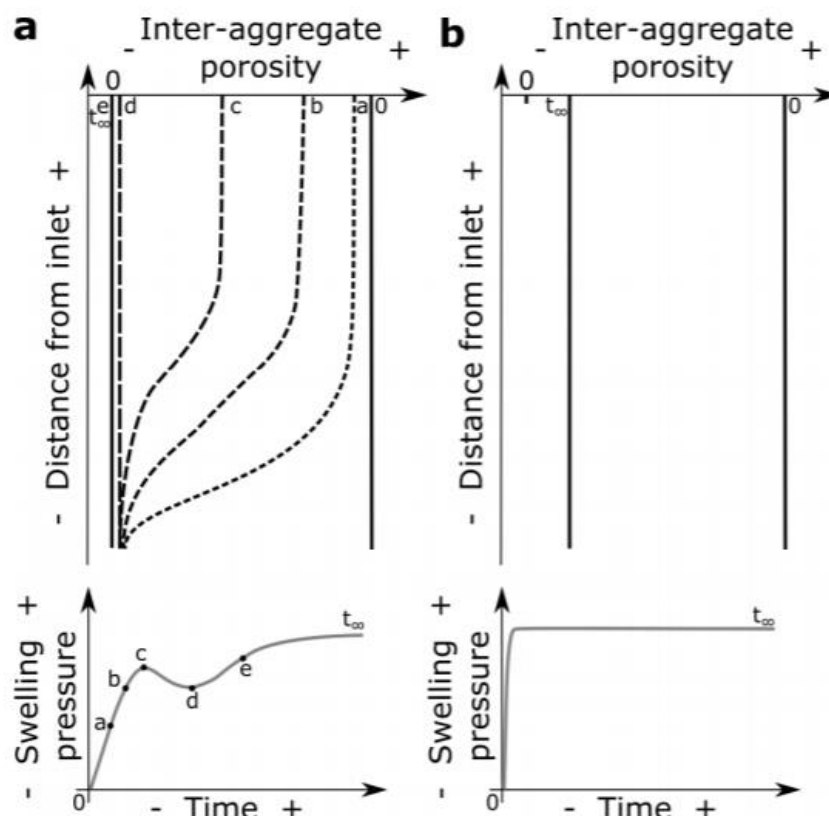 a
Inter-aggregate
- porosity +
0
e d c b a 0
t∞
- Distance from inlet +
b
Inter-aggregate
- porosity +
0
t∞ 0
- Distance from inlet +
- Swelling +
pressure
a b c d e t∞
0 - Time +
- Swelling +
pressure
t∞
0 - Time +